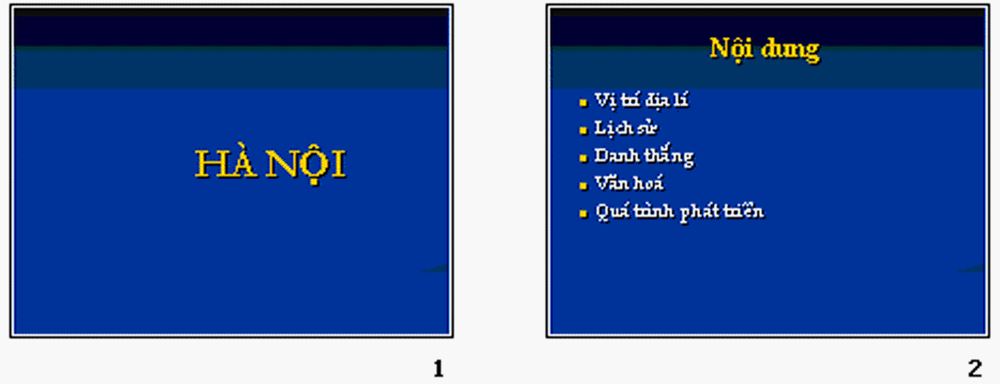 HÀ NỘI
1
Nội dung
Vị trí địa lí
Lịch sử
Danh thắng
Văn hoá
Quá trình phát triển
2